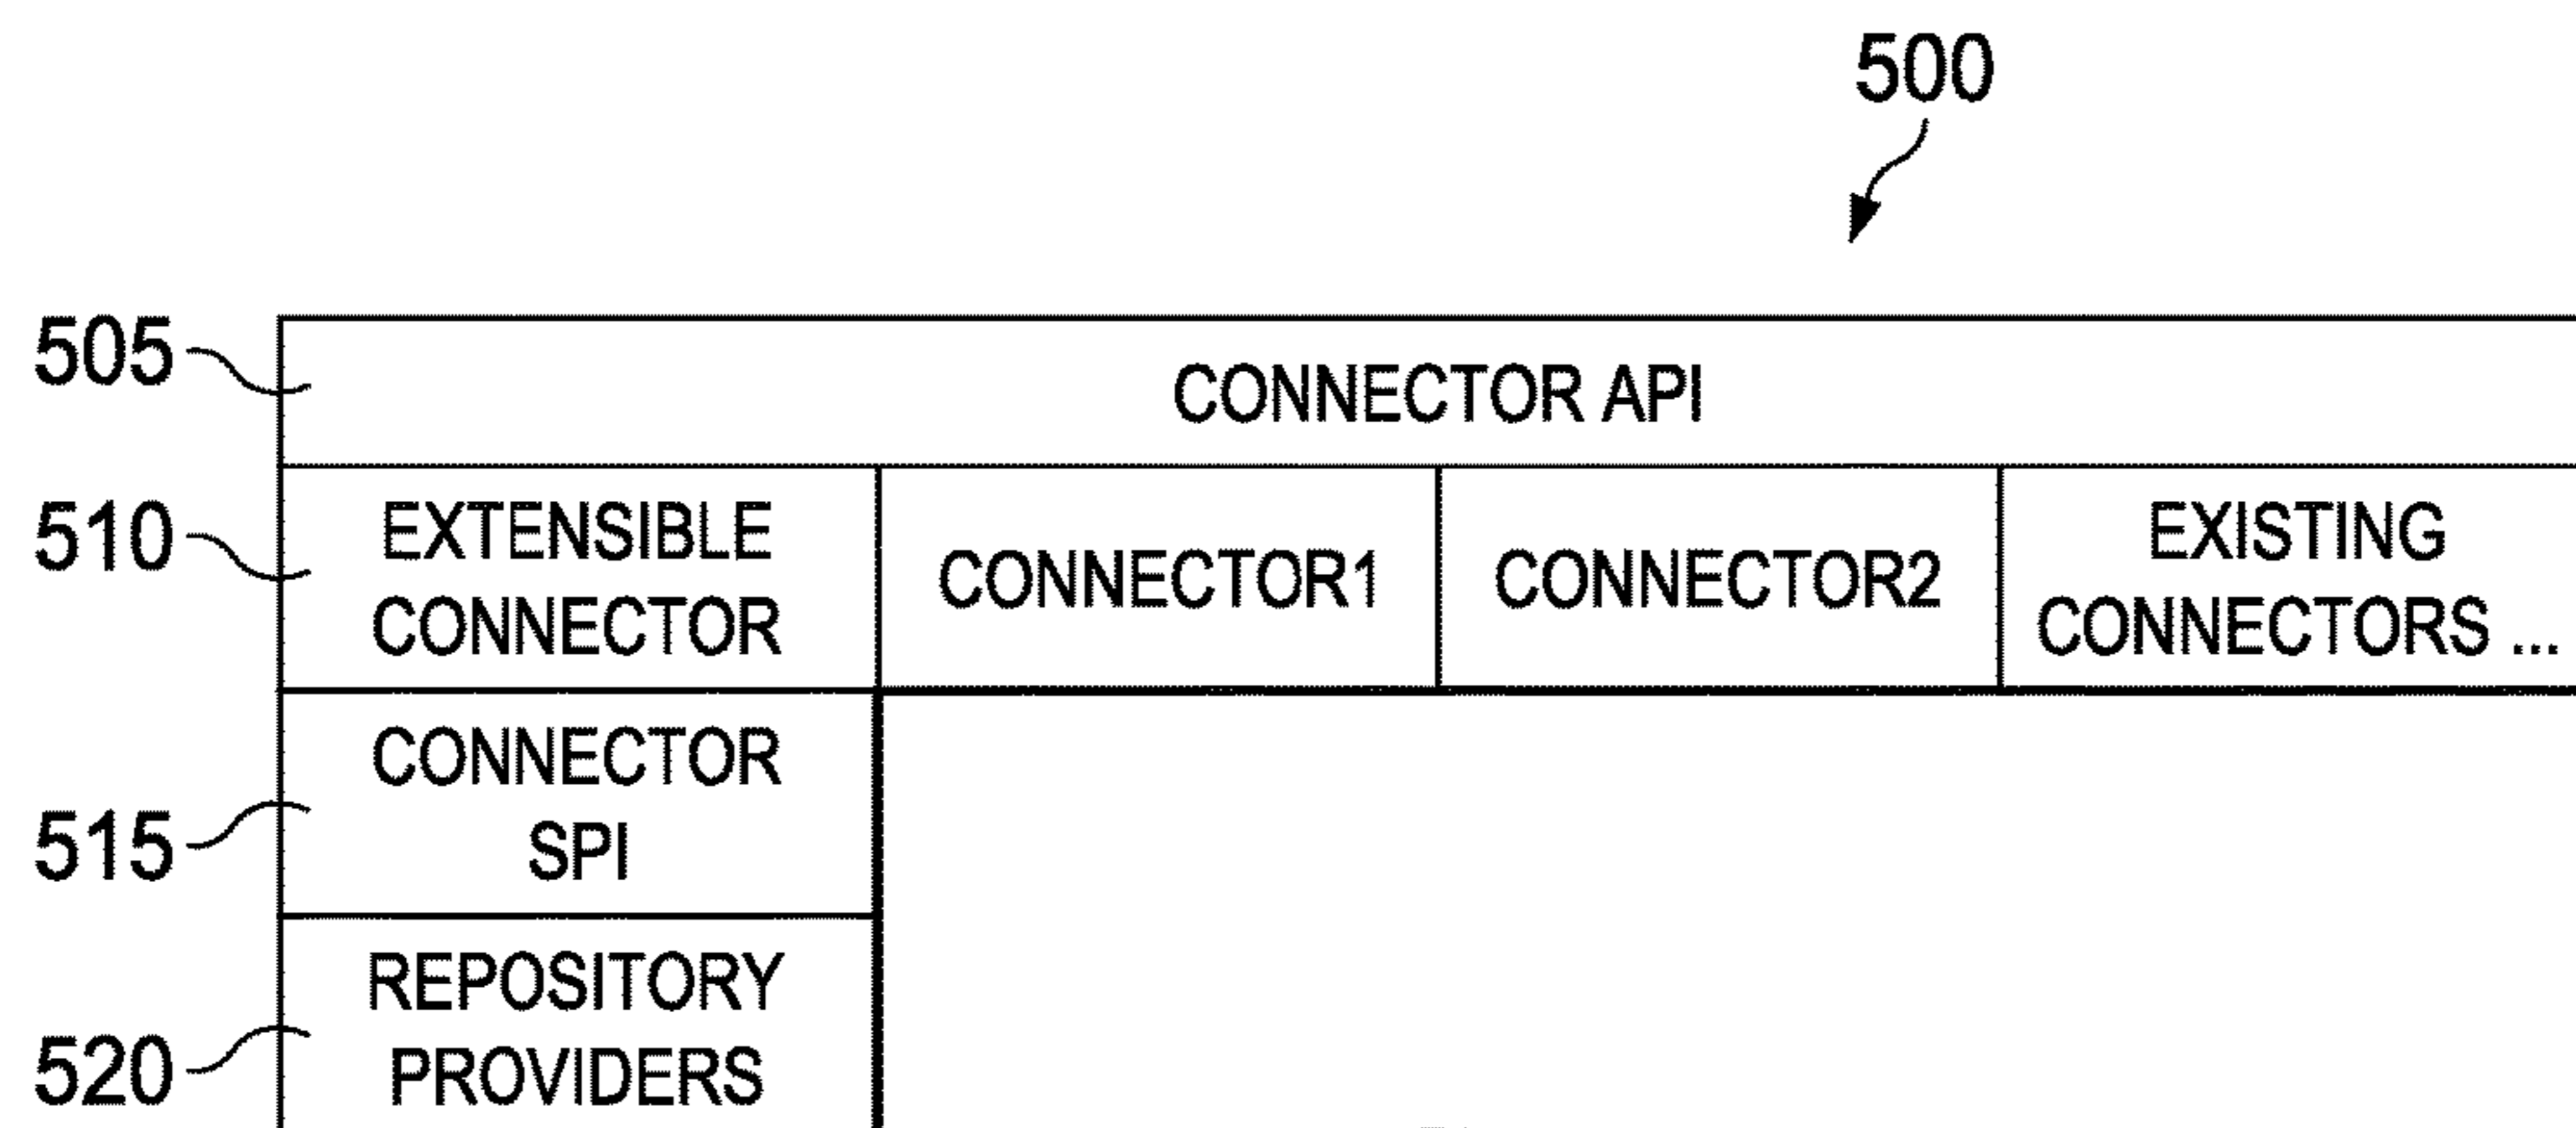 500
505
CONNECTOR API
510
EXTENSIBLE
CONNECTOR
CONNECTOR1
CONNECTOR2
EXISTING
CONNECTORS ...
515
CONNECTOR
SPI
520
REPOSITORY
PROVIDERS